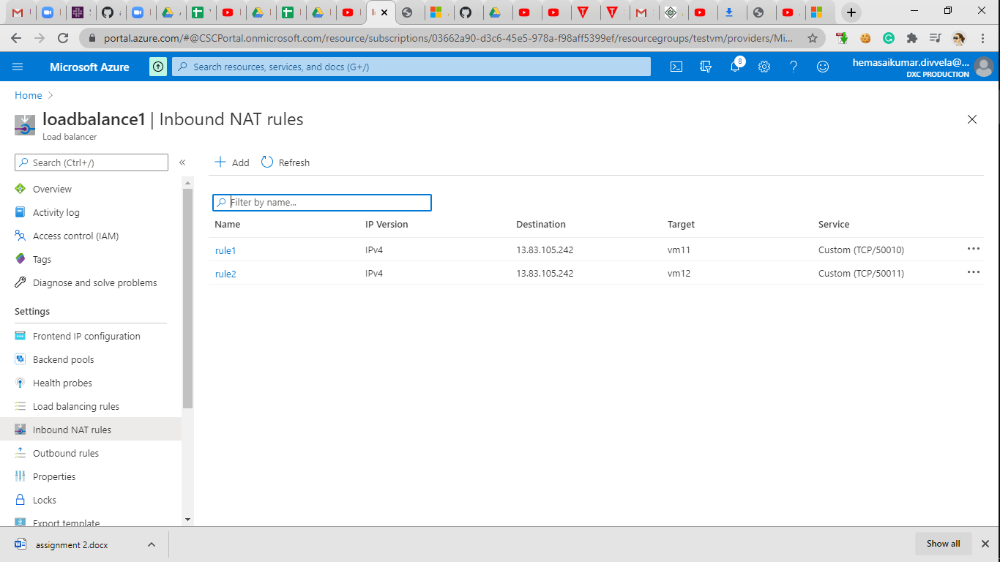 portal.azure.com/#@CSCPortal.onmicrosoft.com/resource/subscriptions/03662a90-d3c6-45e5-978a-f98aff5399ef/resourcegroups/testvm/providers/Mi...
Microsoft Azure
Search resources, services, and docs (G+/)
8
hemasaikumar.divvela@...
DXC PRODUCTION
Home
loadbalance1 | Inbound NAT rules
Load balancer
Search (Ctrl+/)
«
Add
Refresh
Overview
Activity log
Access control (IAM)
Tags
Diagnose and solve problems
Settings
Frontend IP configuration
Backend pools
Health probes
Load balancing rules
Inbound NAT rules
Outbound rules
Properties
Locks
Export template
Filter by name...
Name IP Version Destination Target Service
rule1 IPv4 13.83.105.242 vm11 Custom (TCP/50010)
rule2 IPv4 13.83.105.242 vm12 Custom (TCP/50011)
assignment 2.docx
Show all